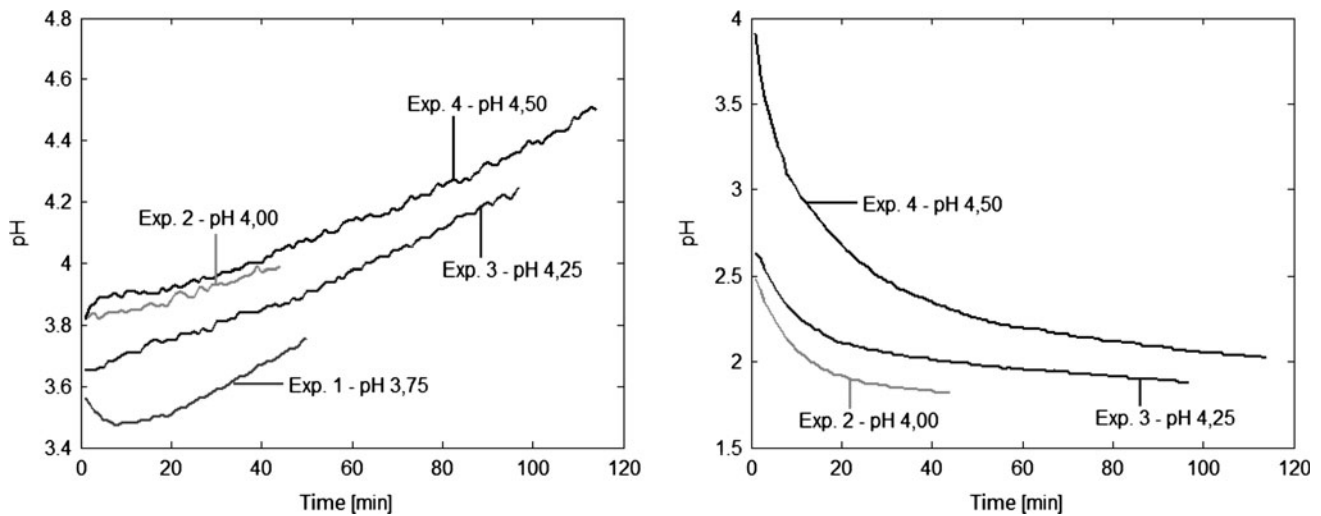 4.8
4.6
4.4
4.2
4
3.8
3.6
3.4
pH
0
20
40
60
80
100
120
Time [min]
Exp. 4 - pH 4,50
Exp. 2 - pH 4,00
Exp. 3 - pH 4,25
Exp. 1 - pH 3,75
4
3.5
3
2.5
2
1.5
pH
0
20
40
60
80
100
120
Time [min]
Exp. 4 - pH 4,50
Exp. 2 - pH 4,00
Exp. 3 - pH 4,25